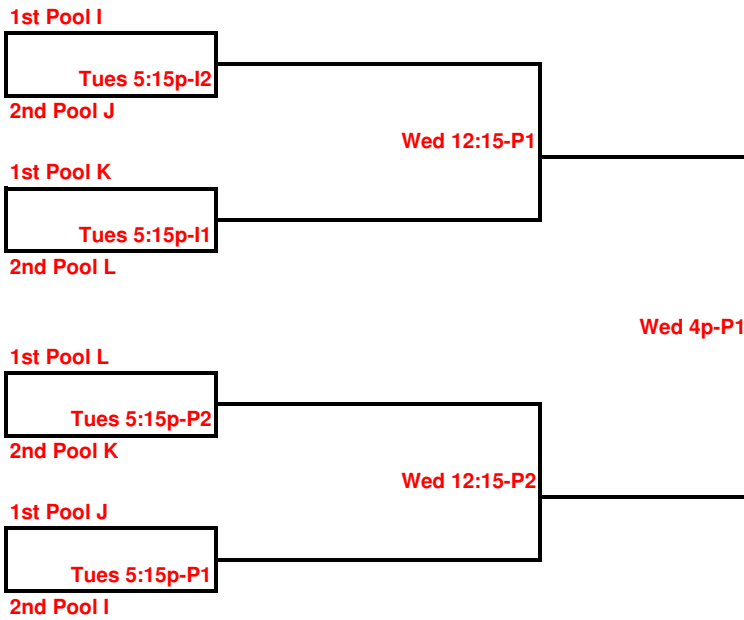 1st Pool I
Tues 5:15p-I2
2nd Pool J
Wed 12:15-P1
1st Pool K
Tues 5:15p-I1
2nd Pool L
Wed 4p-P1
1st Pool L
Tues 5:15p-P2
2nd Pool K
Wed 12:15-P2
1st Pool J
Tues 5:15p-P1
2nd Pool I